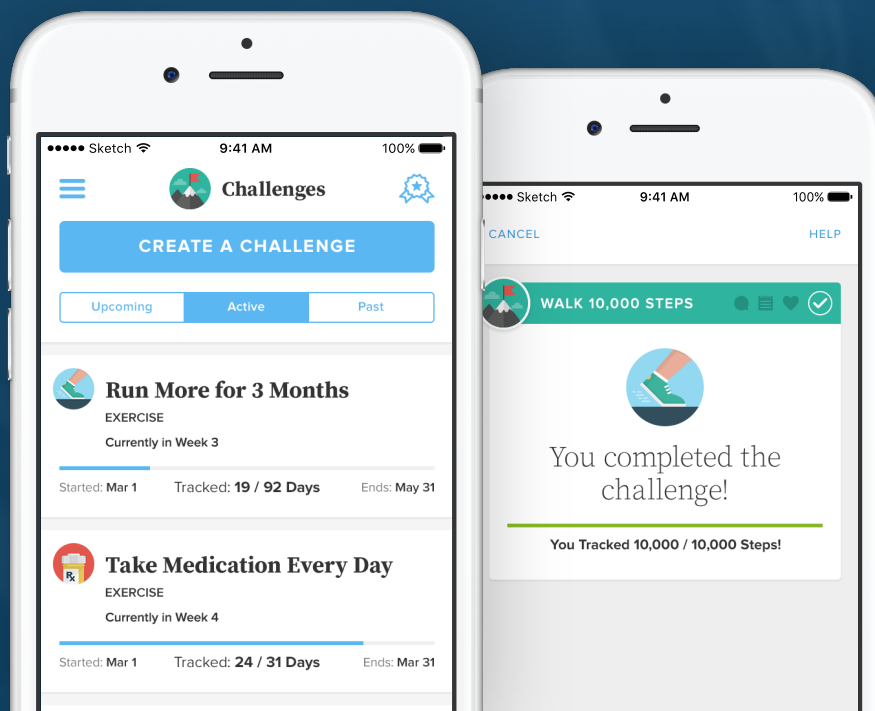 Sketch 9:41 AM 100%
Challenges
CREATE A CHALLENGE
Upcoming Active Past
Run More for 3 Months
EXERCISE
Currently in Week 3
Started: Mar 1 Tracked: 19 / 92 Days Ends: May 31
Rx
Take Medication Every Day
EXERCISE
Currently in Week 4
Started: Mar 1 Tracked: 24 / 31 Days Ends: Mar 31
Sketch 9:41 AM 100%
CANCEL HELP
WALK 10,000 STEPS
You completed the
challenge!
You Tracked 10,000 / 10,000 Steps!